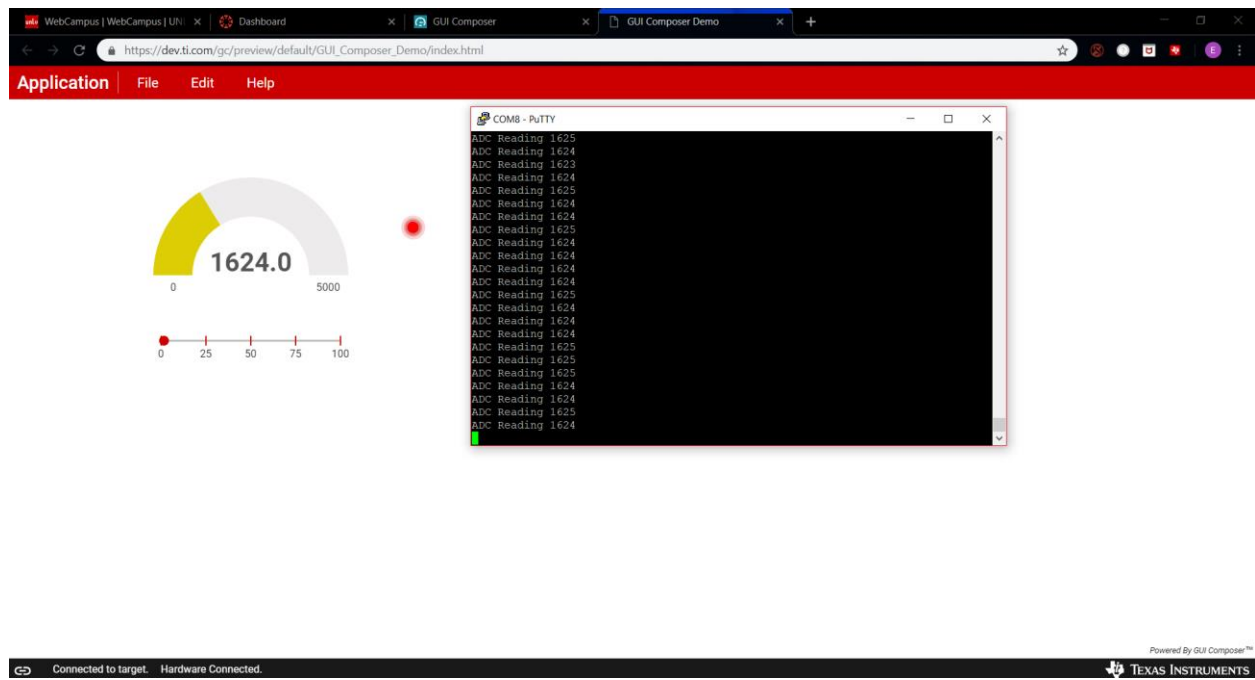 WebCampus | WebCampus | UN
Dashboard
GUI Composer
GUI Composer Demo
https://dev.ti.com/gc/preview/default/GUI_Composer_Demo/index.html
E
Application File Edit Help
1624.0
0 5000
0 25 50 75 100
COM8 - PuTTY
ADC Reading 1625
ADC Reading 1624
ADC Reading 1623
ADC Reading 1624
ADC Reading 1625
ADC Reading 1624
ADC Reading 1624
ADC Reading 1625
ADC Reading 1624
ADC Reading 1624
ADC Reading 1624
ADC Reading 1624
ADC Reading 1625
ADC Reading 1624
ADC Reading 1624
ADC Reading 1624
ADC Reading 1625
ADC Reading 1625
ADC Reading 1625
ADC Reading 1624
ADC Reading 1624
ADC Reading 1625
ADC Reading 1624
Powered By GUI Composer™
Connected to target. Hardware Connected.
TEXAS INSTRUMENTS